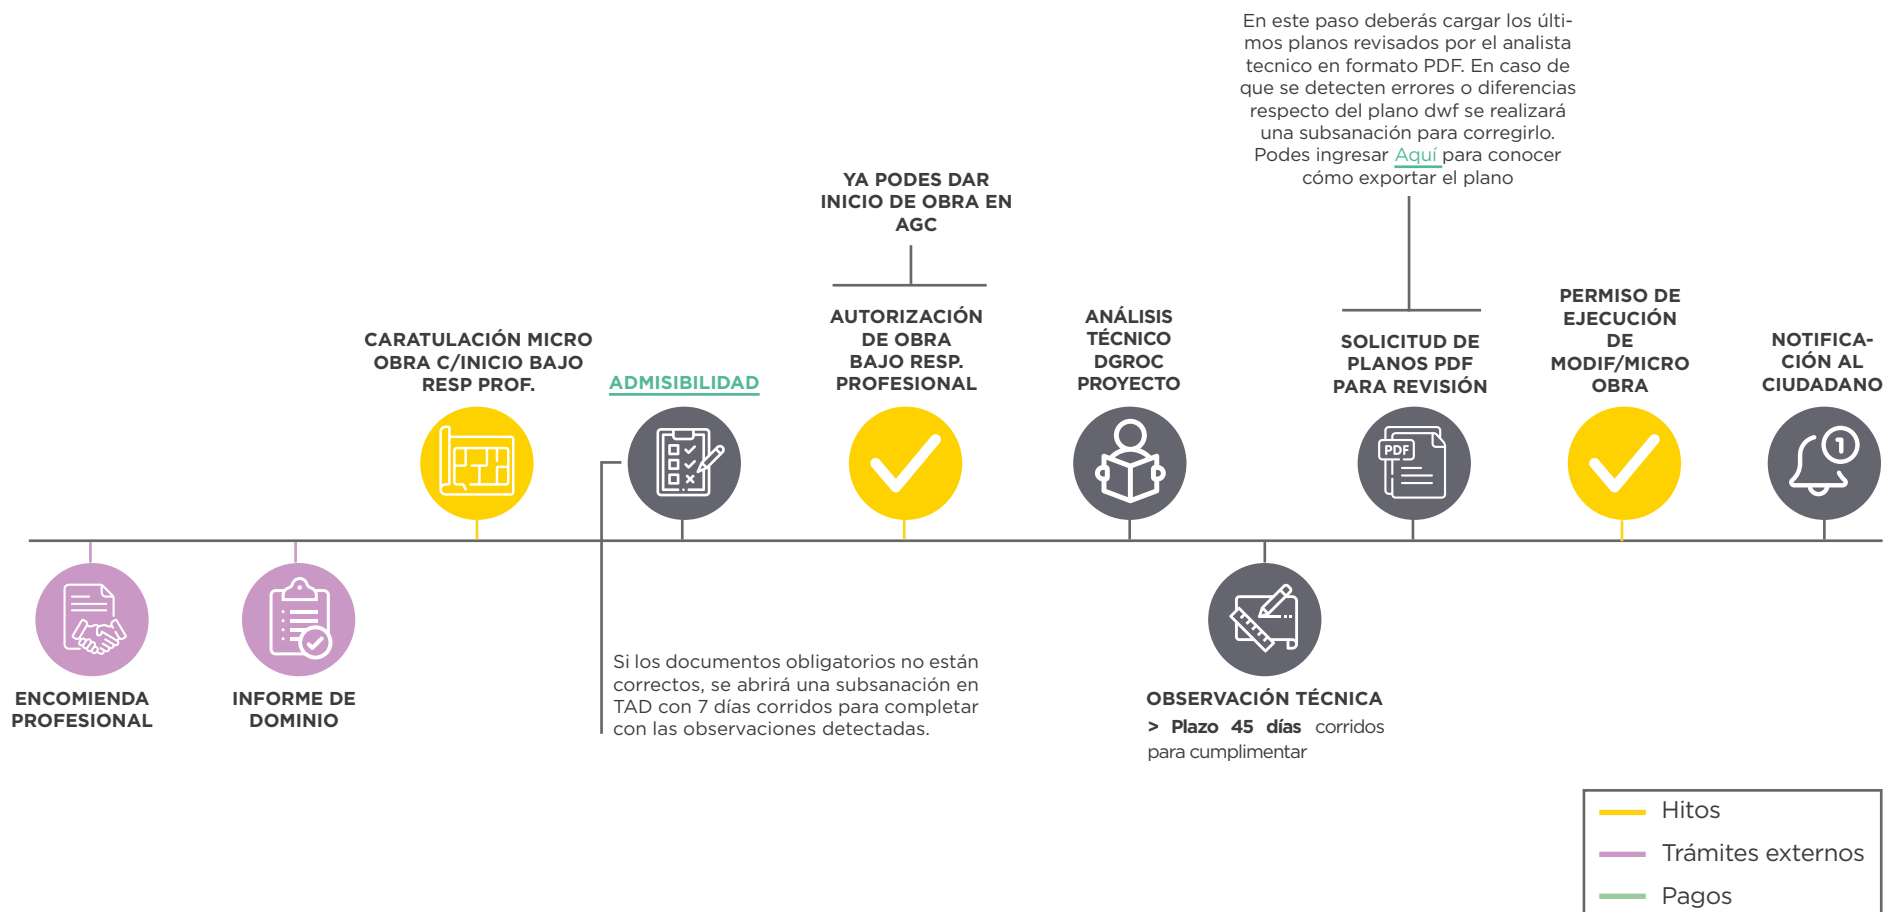 En este paso deberás cargar los últi-
mos planos revisados por el analista
tecnico en formato PDF. En caso de
que se detecten errores o diferencias
respecto del plano dwf se realizará
una subsanación para corregirlo.
Podes ingresar Aquí para conocer
cómo exportar el plano
YA PODES DAR
INICIO DE OBRA EN
AGC
CARATULACIÓN MICRO
OBRA C/INICIO BAJO
RESP PROF.
ADMISIBILIDAD
AUTORIZACIÓN
DE OBRA
BAJO RESP.
PROFESIONAL
ANÁLISIS
TÉCNICO
DGROC
PROYECTO
SOLICITUD DE
PLANOS PDF
PARA REVISIÓN
PERMISO DE
EJECUCIÓN
DE
MODIF/MICRO
OBRA
NOTIFICA-
CIÓN AL
CIUDADANO
PDF
1
ENCOMIENDA
PROFESIONAL
INFORME DE
DOMINIO
Si los documentos obligatorios no están
correctos, se abrirá una subsanación en
TAD con 7 días corridos para completar
con las observaciones detectadas.
OBSERVACIÓN TÉCNICA
> Plazo 45 días corridos
para cumplimentar
Hitos
Trámites externos
Pagos